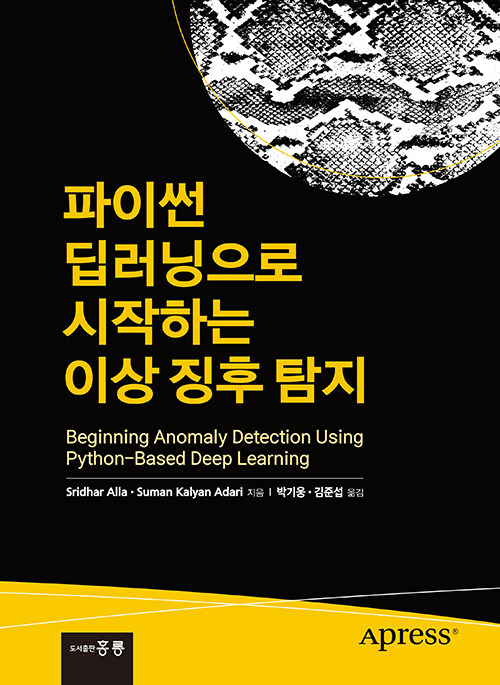 파이썬
딥러닝으로
시작하는
이상 징후 탐지
Beginning Anomaly Detection Using
Python-Based Deep Learning
Sridhar Alla · Suman Kalyan Adari 지음 | 박기웅 · 김준섭 옮김
도서출판 홍릉
Apress®